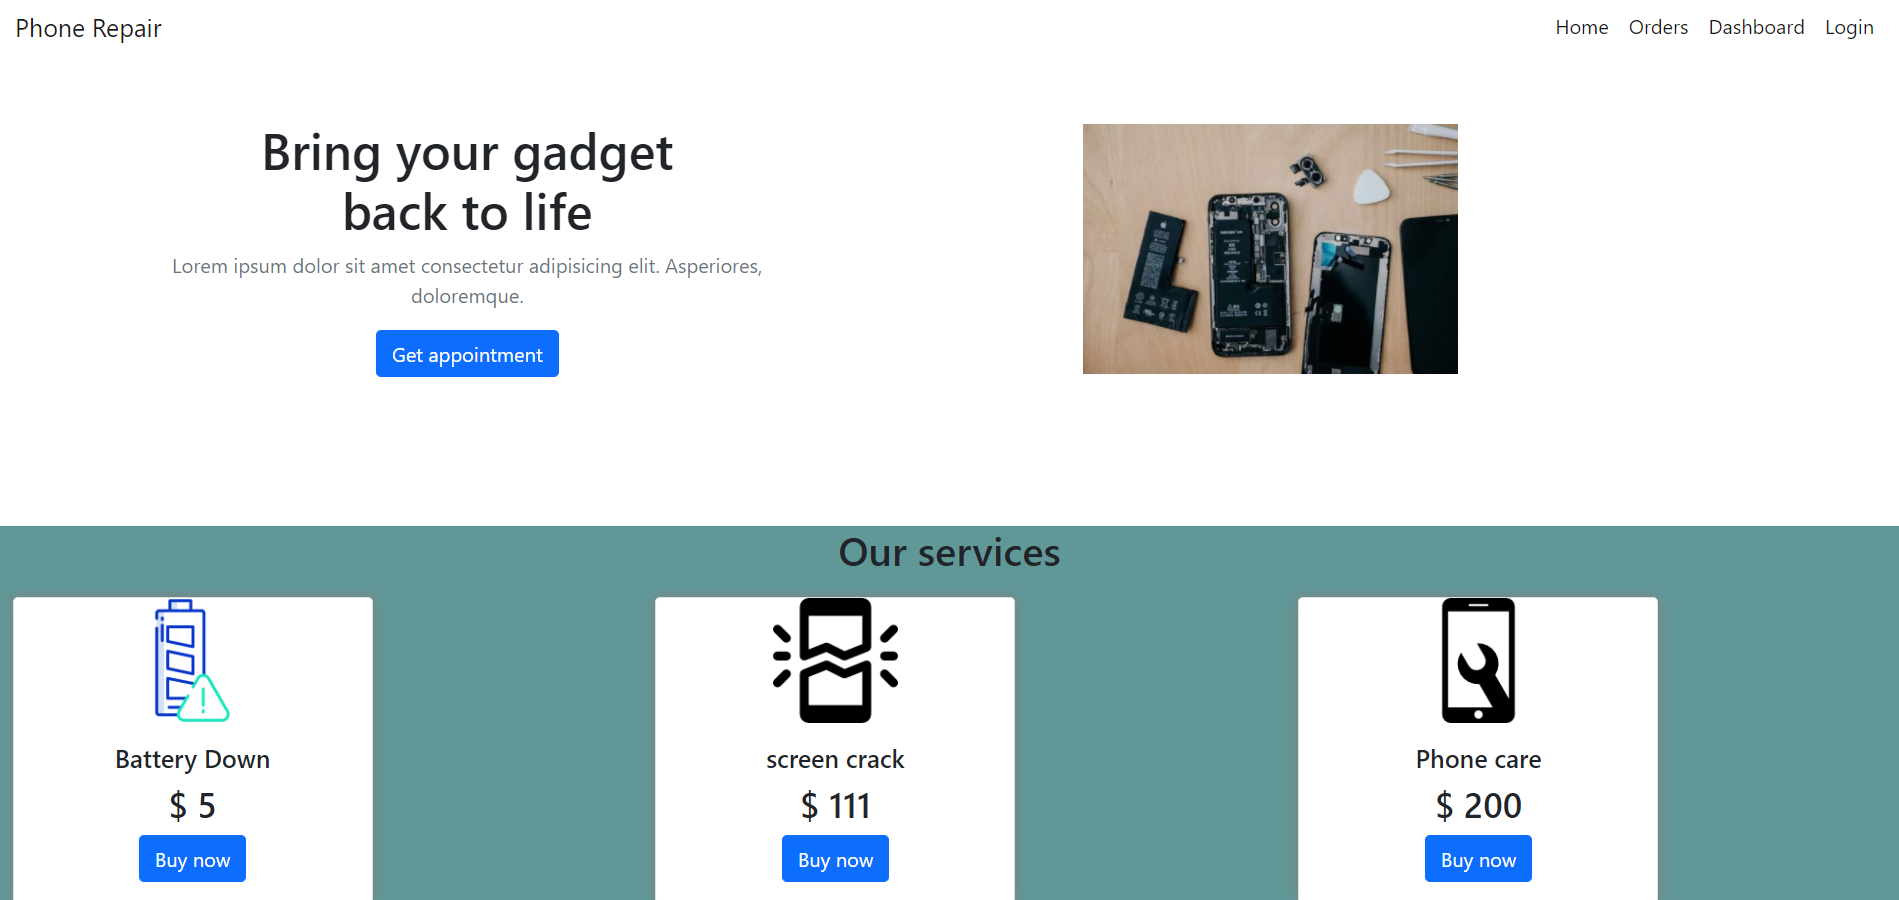 Phone Repair
Home Orders Dashboard Login
Bring your gadget
back to life
Lorem ipsum dolor sit amet consectetur adipisicing elit. Asperiores,
doloremque.
Get appointment
Our services
Battery Down
$ 5
Buy now
screen crack
$ 111
Buy now
Phone care
$ 200
Buy now